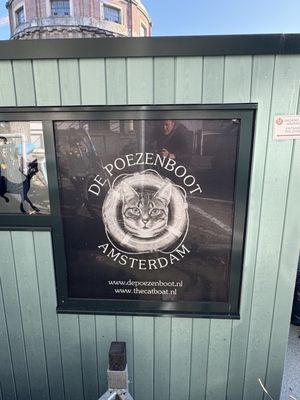 DE POEZENBOOT
AMSTERDAM
www.depoezenboot.nl
www.thecatboat.nl